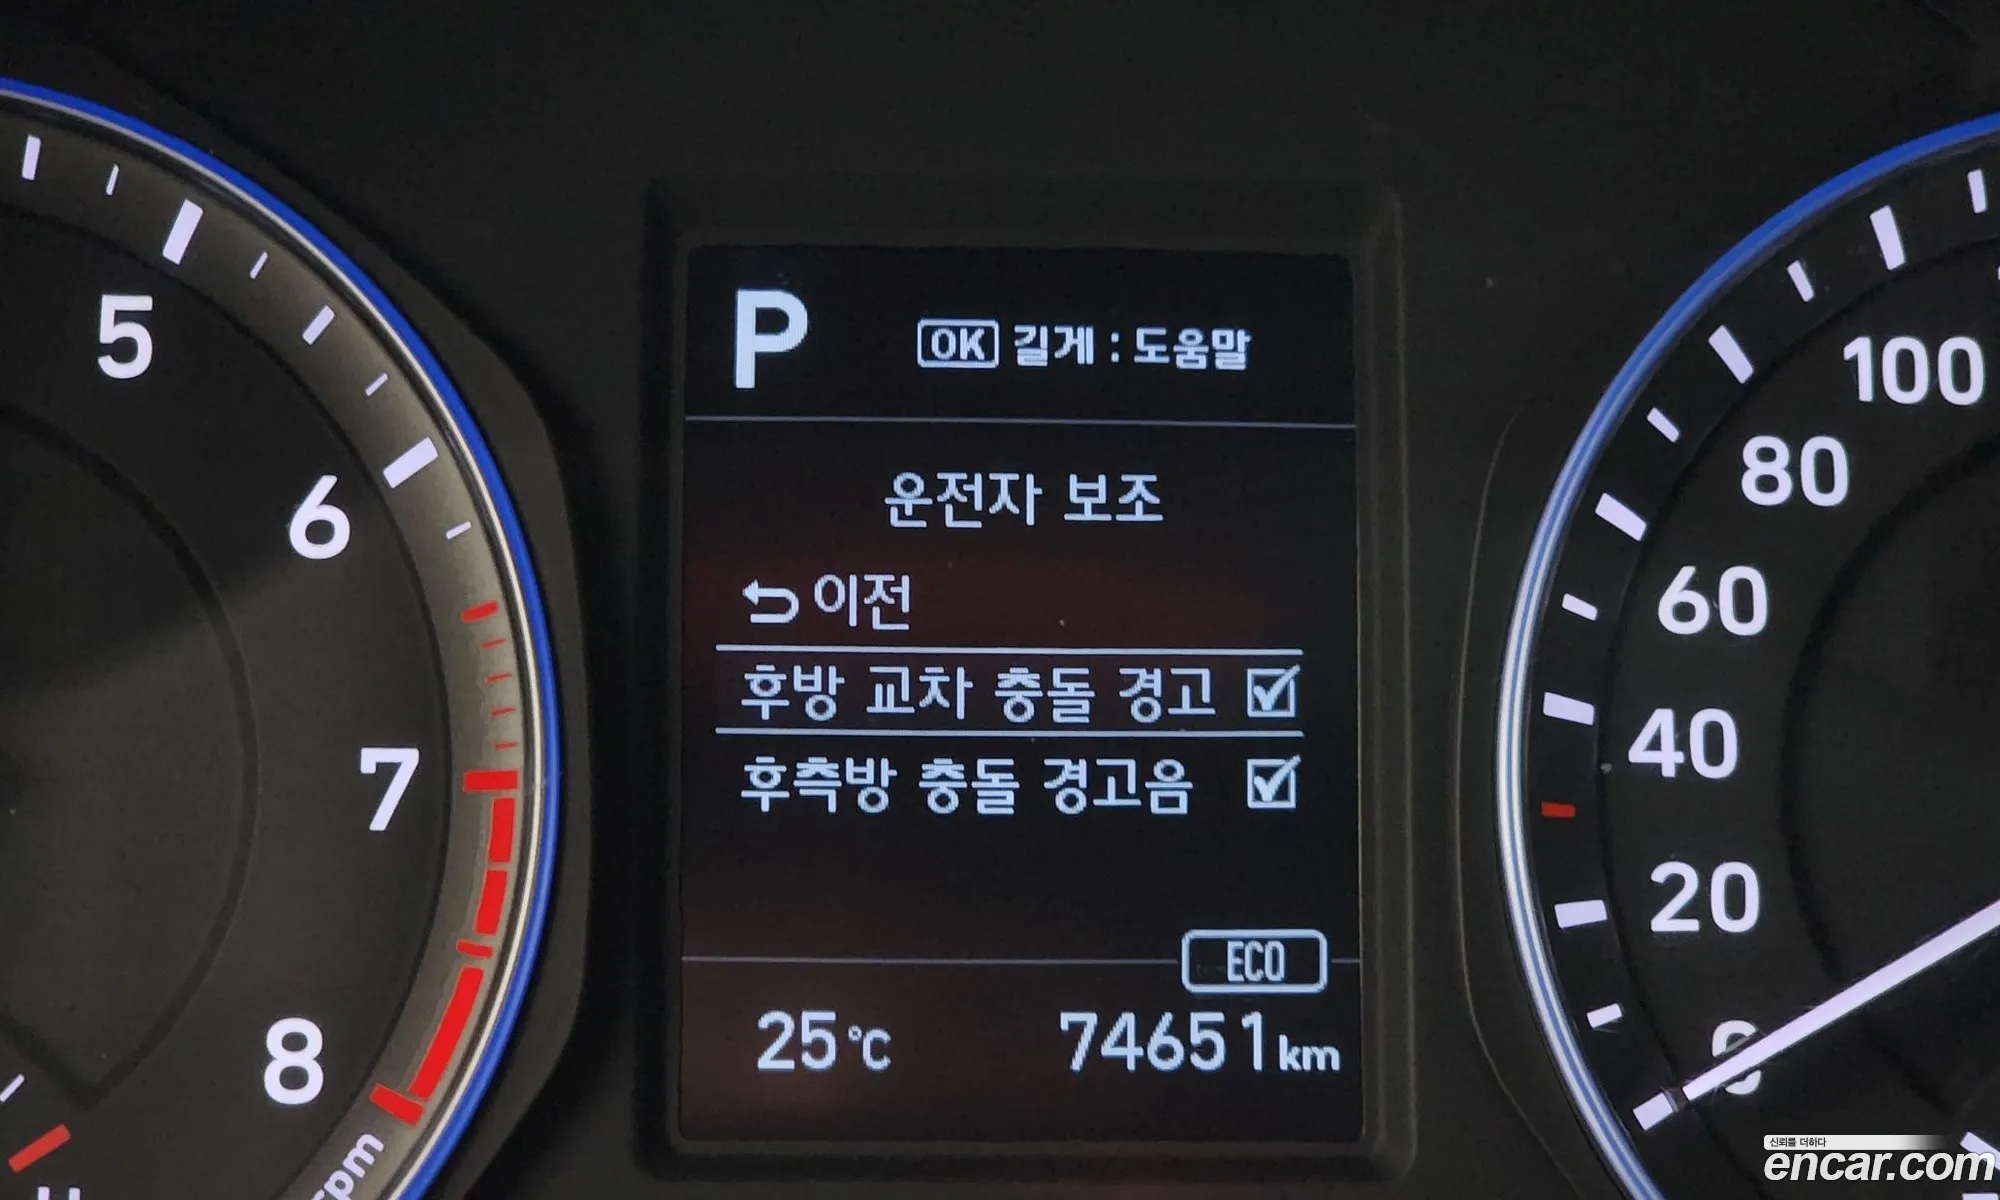 5
6
7
8
rpm
P
OK 길게 : 도움말
운전자 보조
이전
후방 교차 충돌 경고
후측방 충돌 경고음
ECO
25°C 74651km
100
80
60
40
20
0
신뢰를 더하다
encar.com